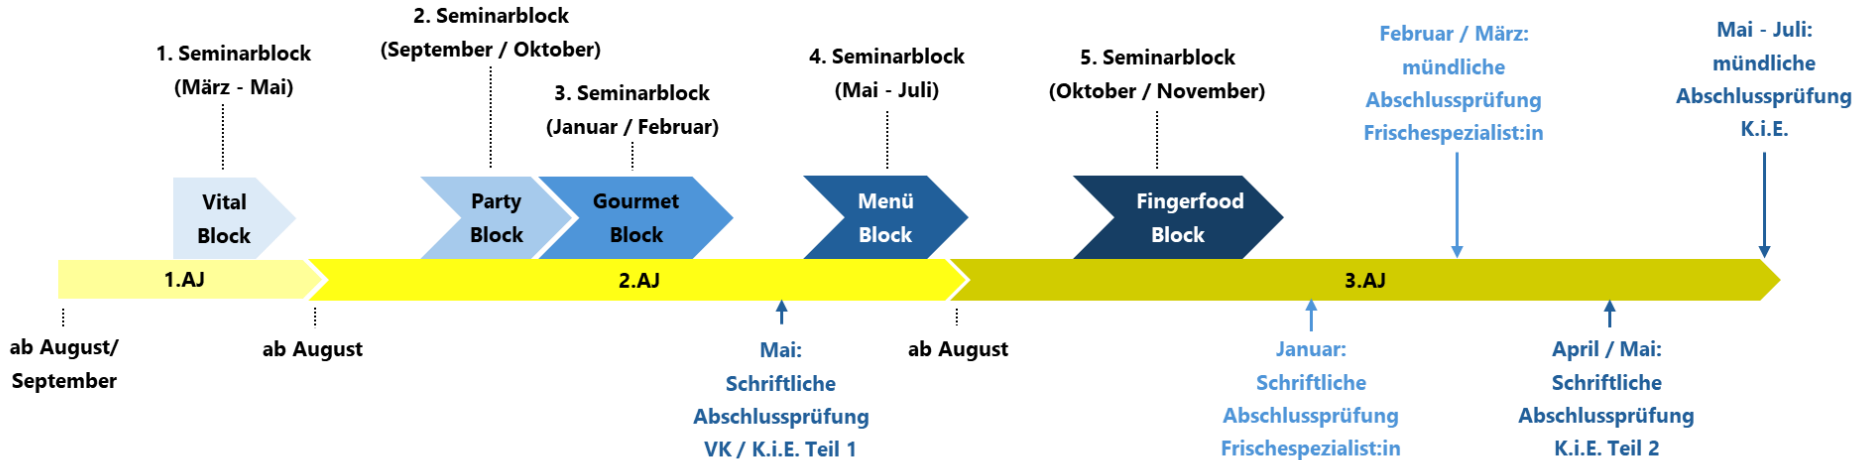 1. Seminarblock
(März - Mai)
2. Seminarblock
(September / Oktober)
3. Seminarblock
(Januar / Februar)
4. Seminarblock
(Mai - Juli)
5. Seminarblock
(Oktober / November)
Februar / März:
mündliche
Abschlussprüfung
Frischespezialist:in
Mai - Juli:
mündliche
Abschlussprüfung
K.i.E.
Vital
Block
Party
Block
Gourmet
Block
Menü
Block
Fingerfood
Block
1.AJ
2.AJ
3.AJ
ab August/
September
ab August
Mai:
Schriftliche
Abschlussprüfung
VK / K.i.E. Teil 1
ab August
Januar:
Schriftliche
Abschlussprüfung
Frischespezialist:in
April / Mai:
Schriftliche
Abschlussprüfung
K.i.E. Teil 2